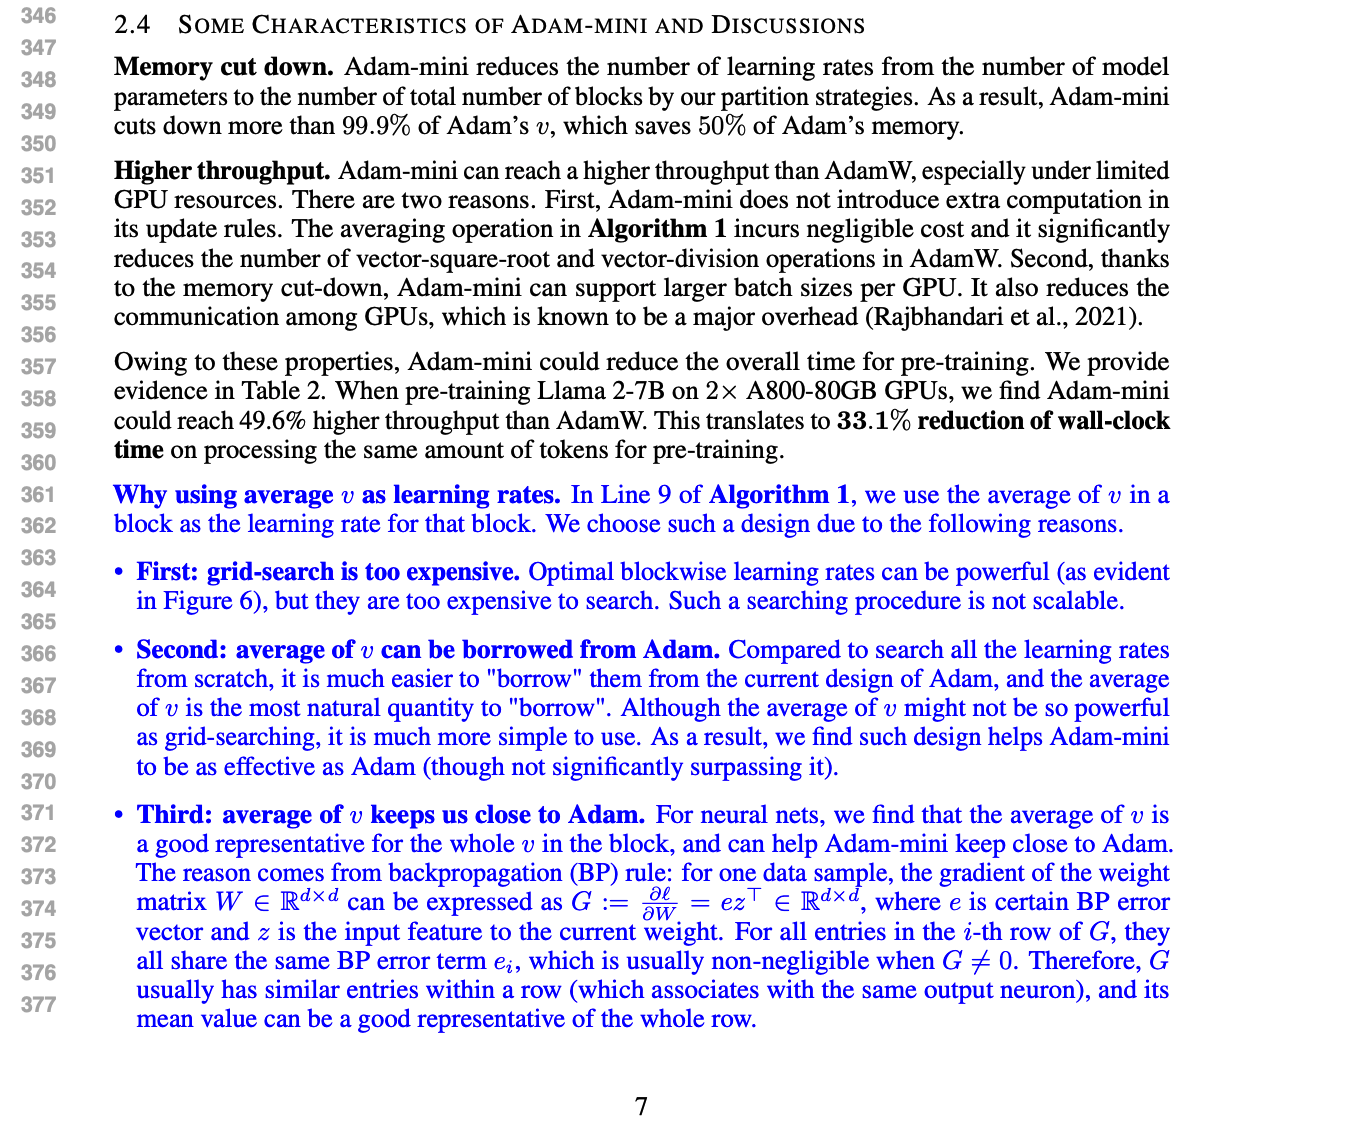 346
347
348
349
350
351
352
353
354
355
356
357
358
359
360
361
362
363
364
365
366
367
368
369
370
371
372
373
374
375
376
377
2.4 SOME CHARACTERISTICS OF ADAM-MINI AND DISCUSSIONS
Memory cut down. Adam-mini reduces the number of learning rates from the number of model
parameters to the number of total number of blocks by our partition strategies. As a result, Adam-mini
cuts down more than 99.9% of Adam's v, which saves 50% of Adam's memory.
Higher throughput. Adam-mini can reach a higher throughput than AdamW, especially under limited
GPU resources. There are two reasons. First, Adam-mini does not introduce extra computation in
its update rules. The averaging operation in Algorithm 1 incurs negligible cost and it significantly
reduces the number of vector-square-root and vector-division operations in AdamW. Second, thanks
to the memory cut-down, Adam-mini can support larger batch sizes per GPU. It also reduces the
communication among GPUs, which is known to be a major overhead (Rajbhandari et al., 2021).
Owing to these properties, Adam-mini could reduce the overall time for pre-training. We provide
evidence in Table 2. When pre-training Llama 2-7B on 2× A800-80GB GPUs, we find Adam-mini
could reach 49.6% higher throughput than AdamW. This translates to 33.1% reduction of wall-clock
time on processing the same amount of tokens for pre-training.
Why using average v as learning rates. In Line 9 of Algorithm 1, we use the average of v in a
block as the learning rate for that block. We choose such a design due to the following reasons.
• First: grid-search is too expensive. Optimal blockwise learning rates can be powerful (as evident
in Figure 6), but they are too expensive to search. Such a searching procedure is not scalable.
• Second: average of v can be borrowed from Adam. Compared to search all the learning rates
from scratch, it is much easier to "borrow" them from the current design of Adam, and the average
of v is the most natural quantity to "borrow". Although the average of v might not be so powerful
as grid-searching, it is much more simple to use. As a result, we find such design helps Adam-mini
to be as effective as Adam (though not significantly surpassing it).
• Third: average of v keeps us close to Adam. For neural nets, we find that the average of v is
a good representative for the whole v in the block, and can help Adam-mini keep close to Adam.
The reason comes from backpropagation (BP) rule: for one data sample, the gradient of the weight
matrix W ∈ ℝ^{d×d} can be expressed as G := ∂ℓ/∂W = ez^⊤ ∈ ℝ^{d×d}, where e is certain BP error
vector and z is the input feature to the current weight. For all entries in the i-th row of G, they
all share the same BP error term e_i, which is usually non-negligible when G ≠ 0. Therefore, G
usually has similar entries within a row (which associates with the same output neuron), and its
mean value can be a good representative of the whole row.
7